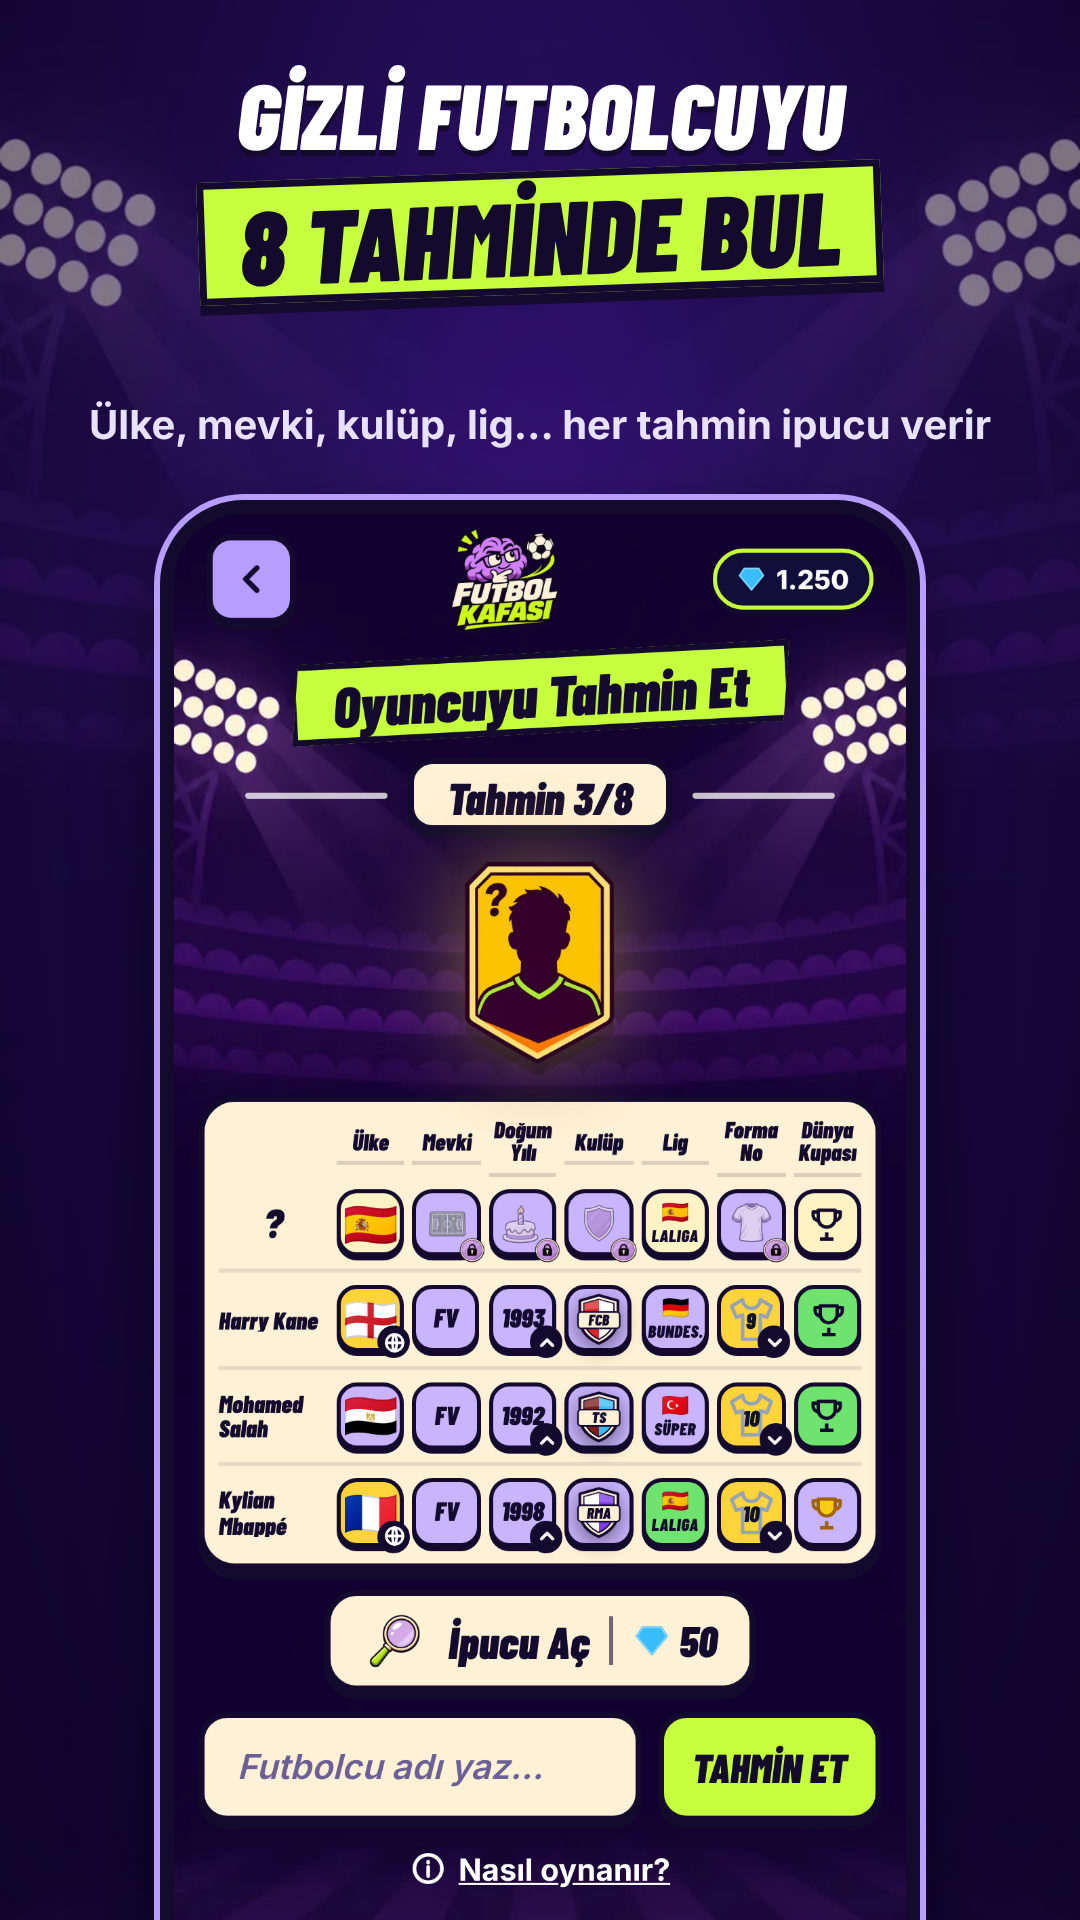 GİZLİ FUTBOLCUYU
8 TAHMİNDE BUL
Ülke, mevki, kulüp, lig... her tahmin ipucu verir
FUTBOL
KAFASI
1.250
Oyuncuyu Tahmin Et
Tahmin 3/8
?
Ülke Mevki Doğum Yılı Kulüp Lig Forma No Dünya Kupası
? LALIGA
Harry Kane FV 1993 FCB BUNDES. 9
Mohamed Salah FV 1992 TS SÜPER 10
Kylian Mbappé FV 1998 RMA LALIGA 10
İpucu Aç | 50
Futbolcu adı yaz...
TAHMİN ET
Nasıl oynanır?